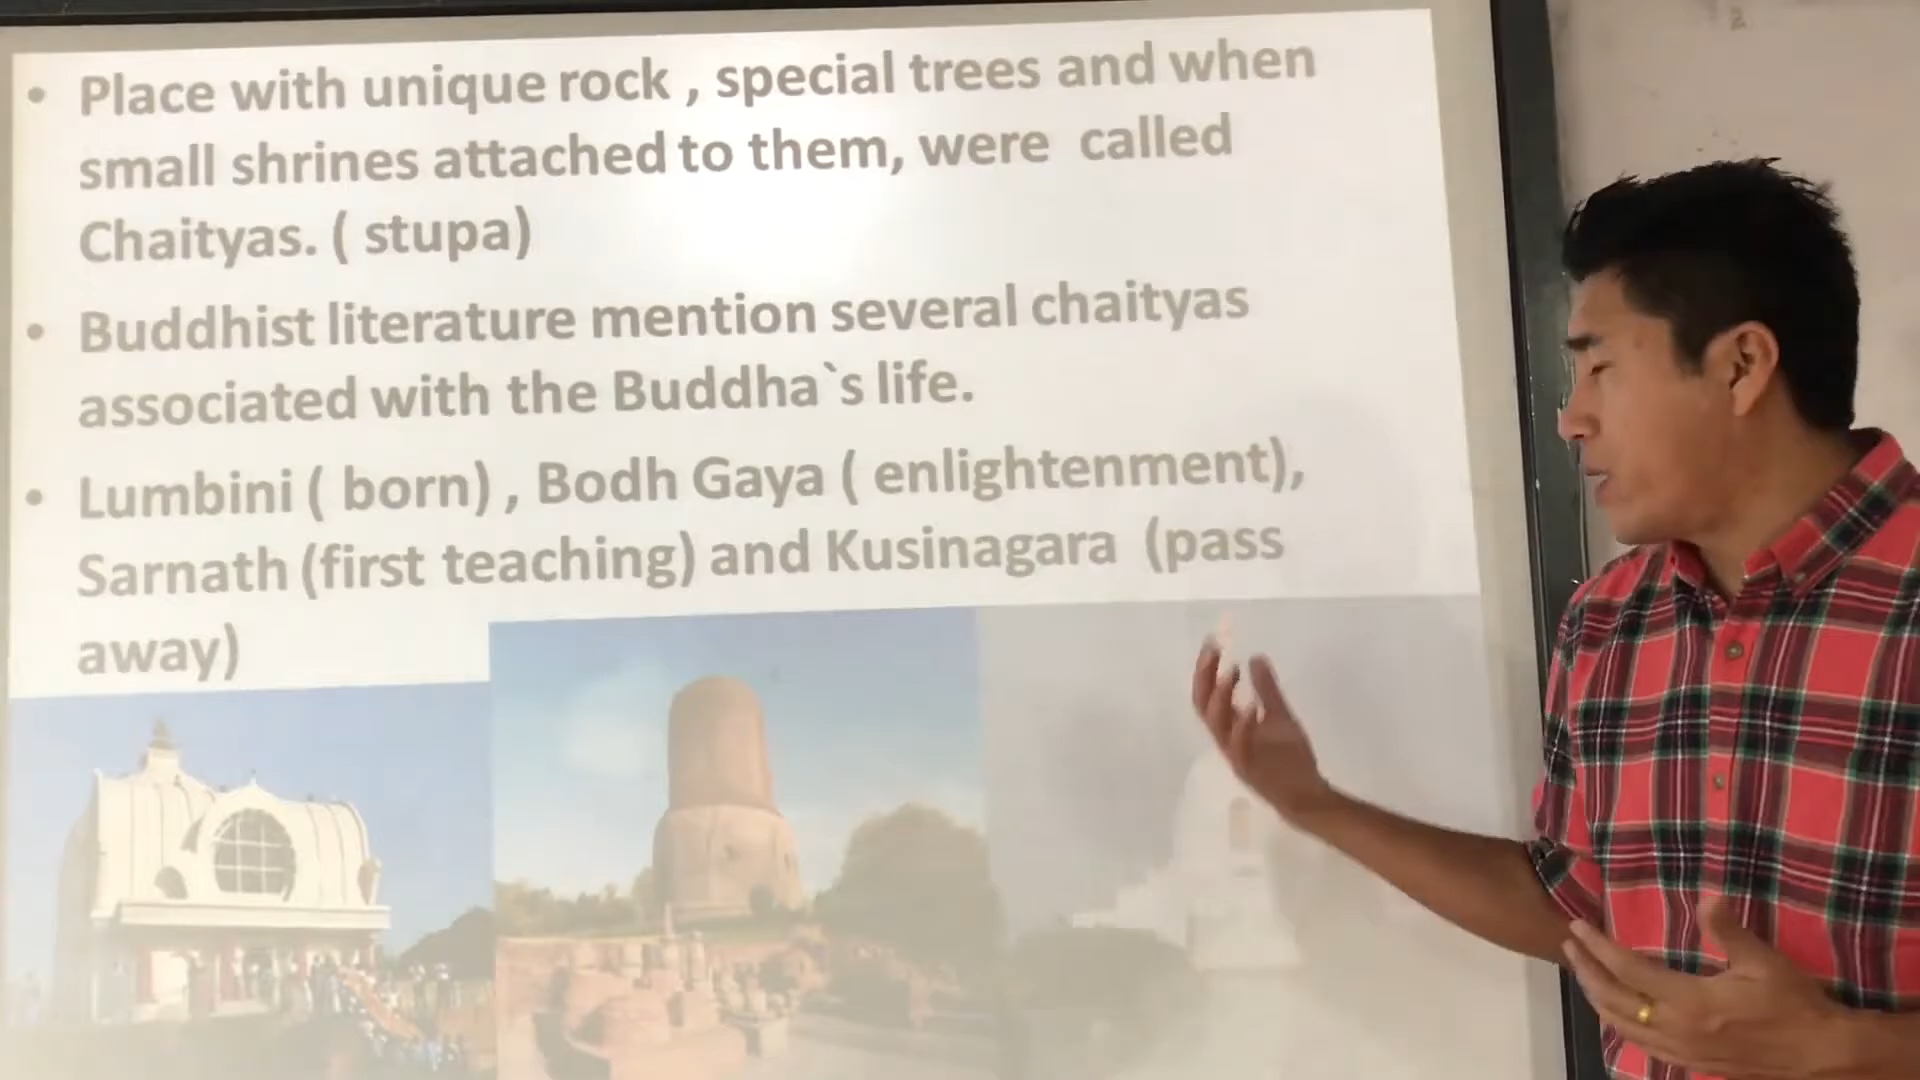 • Place with unique rock , special trees and when
small shrines attached to them, were called
Chaityas. ( stupa)
• Buddhist literature mention several chaityas
associated with the Buddha`s life.
• Lumbini ( born) , Bodh Gaya ( enlightenment),
Sarnath (first teaching) and Kusinagara (pass
away)